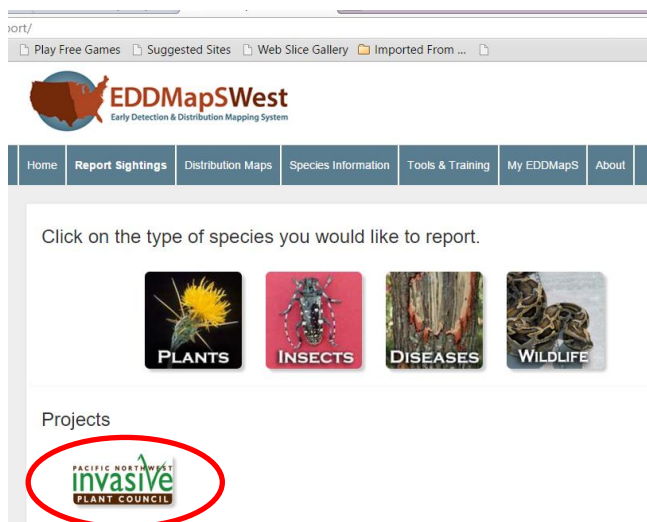 ort/
Play Free Games Suggested Sites Web Slice Gallery Imported From ...
EDDMapSWest
Early Detection & Distribution Mapping System
Home Report Sightings Distribution Maps Species Information Tools & Training My EDDMapS About
Click on the type of species you would like to report.
PLANTS INSECTS DISEASES WILDLIFE
Projects
PACIFIC NORTHWEST
invasive
PLANT COUNCIL